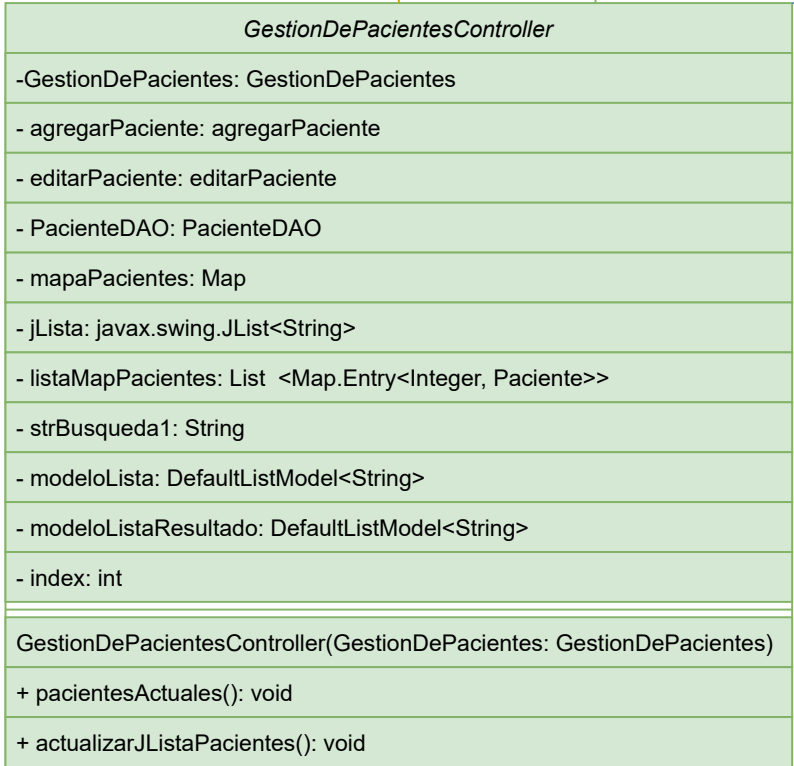 GestionDePacientesController
-GestionDePacientes: GestionDePacientes
- agregarPaciente: agregarPaciente
- editarPaciente: editarPaciente
- PacienteDAO: PacienteDAO
- mapaPacientes: Map
- jLista: javax.swing.JList<String>
- listaMapPacientes: List  <Map.Entry<Integer, Paciente>>
- strBusqueda1: String
- modeloLista: DefaultListModel<String>
- modeloListaResultado: DefaultListModel<String>
- index: int
GestionDePacientesController(GestionDePacientes: GestionDePacientes)
+ pacientesActuales(): void
+ actualizarJListaPacientes(): void